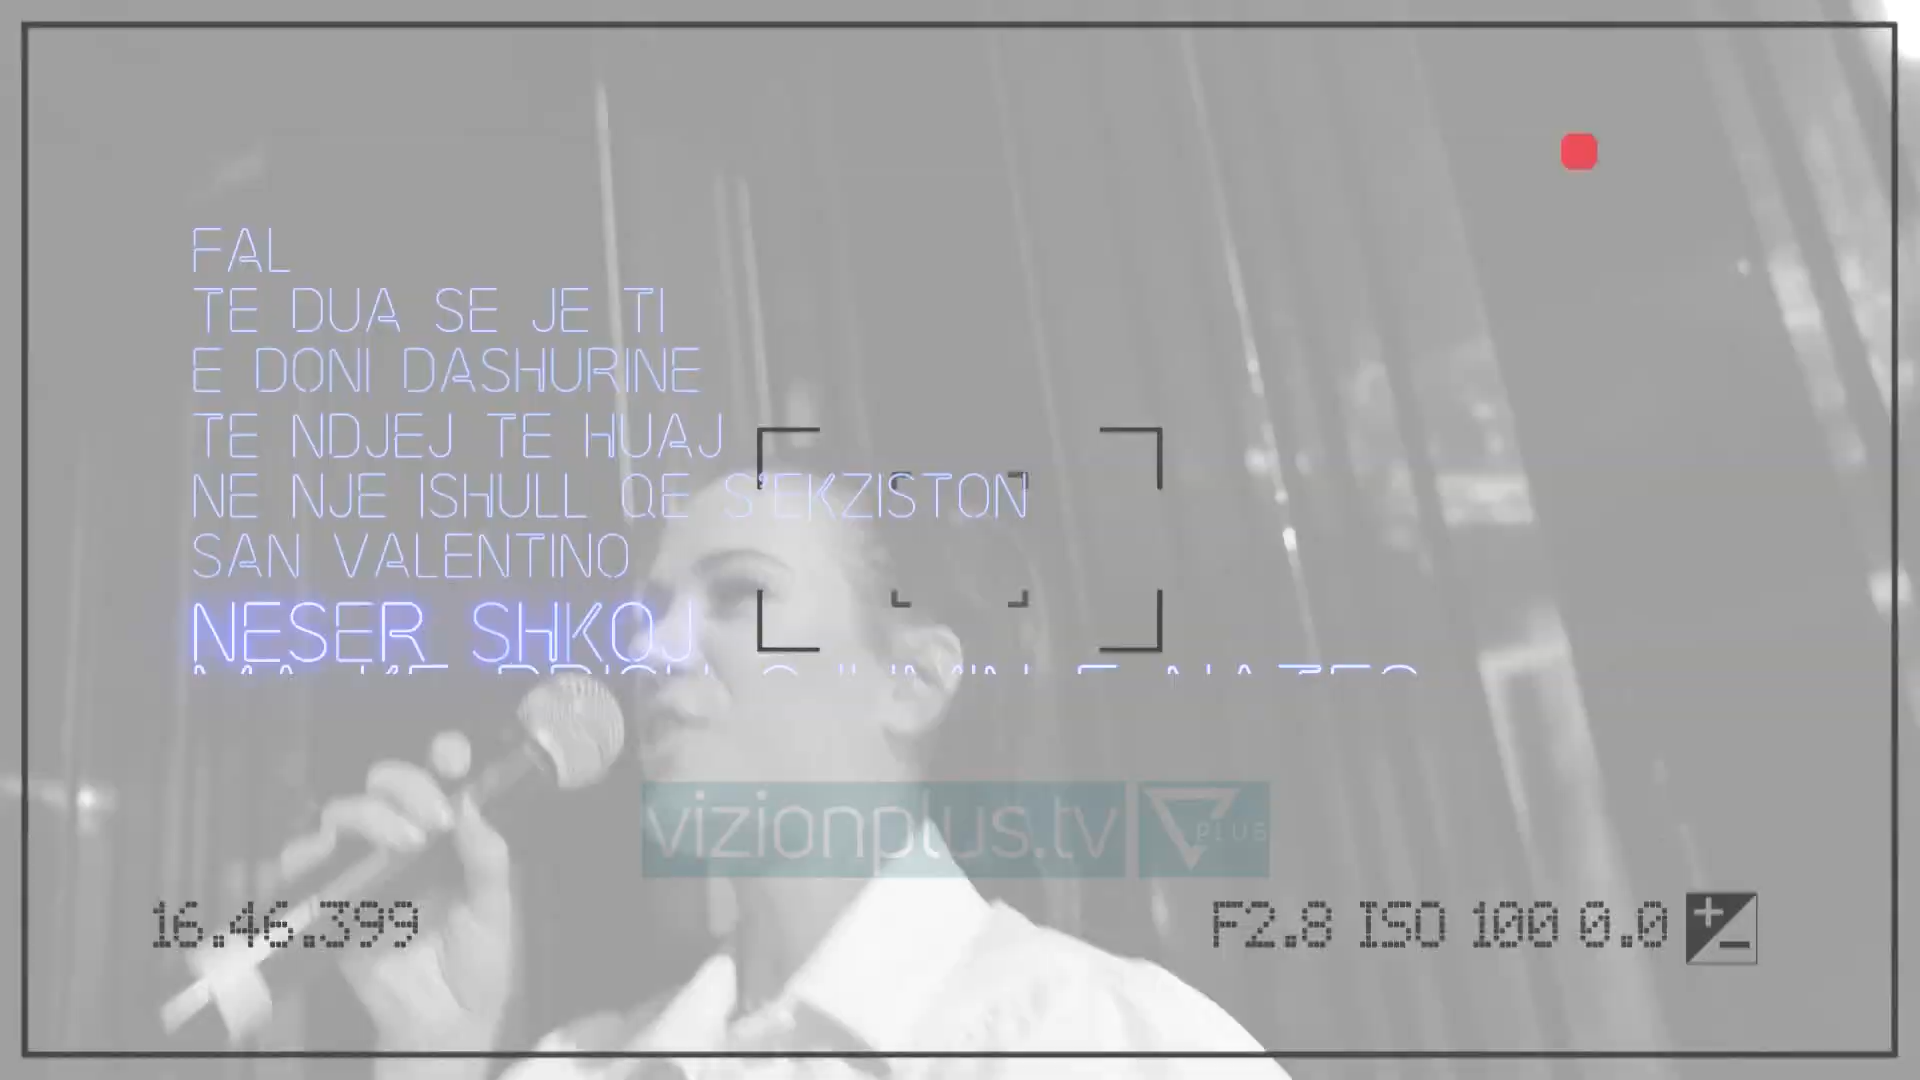 FAL
TE DUA SE JE TI
E DONI DASHURINE
TE NDJEJ TE HUAJ
NE NJE ISHULL QE S'EKZISTON
SAN VALENTINO
NESER SHKOJ
vizionplus.tv PLUS
16.46.399
F2.8 ISO 100 0.0